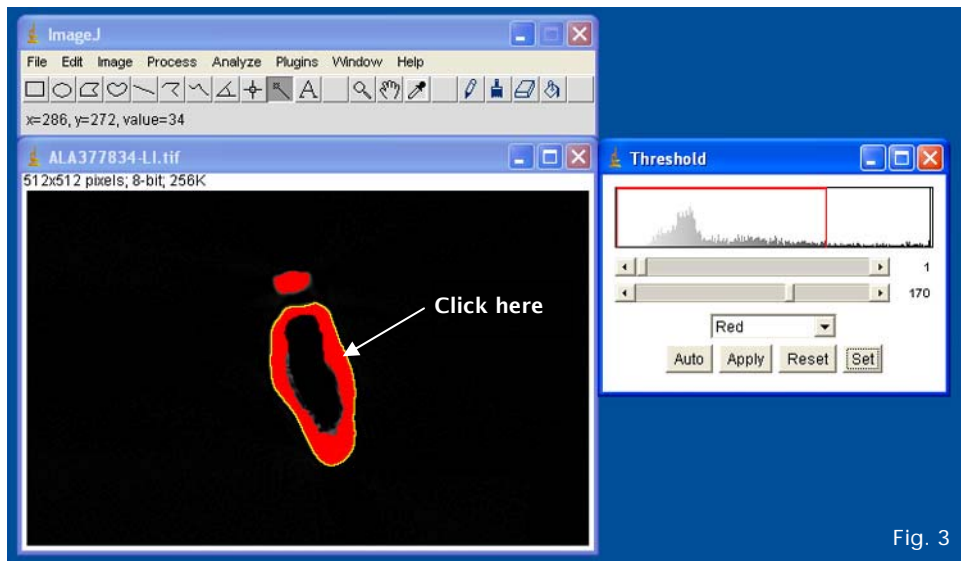 ImageJ
File Edit Image Process Analyze Plugins Window Help
A
x=286, y=272, value=34
ALA377834-LI.tif
512x512 pixels; 8-bit; 256K
Click here
Threshold
1
170
Red
Auto Apply Reset Set
Fig. 3